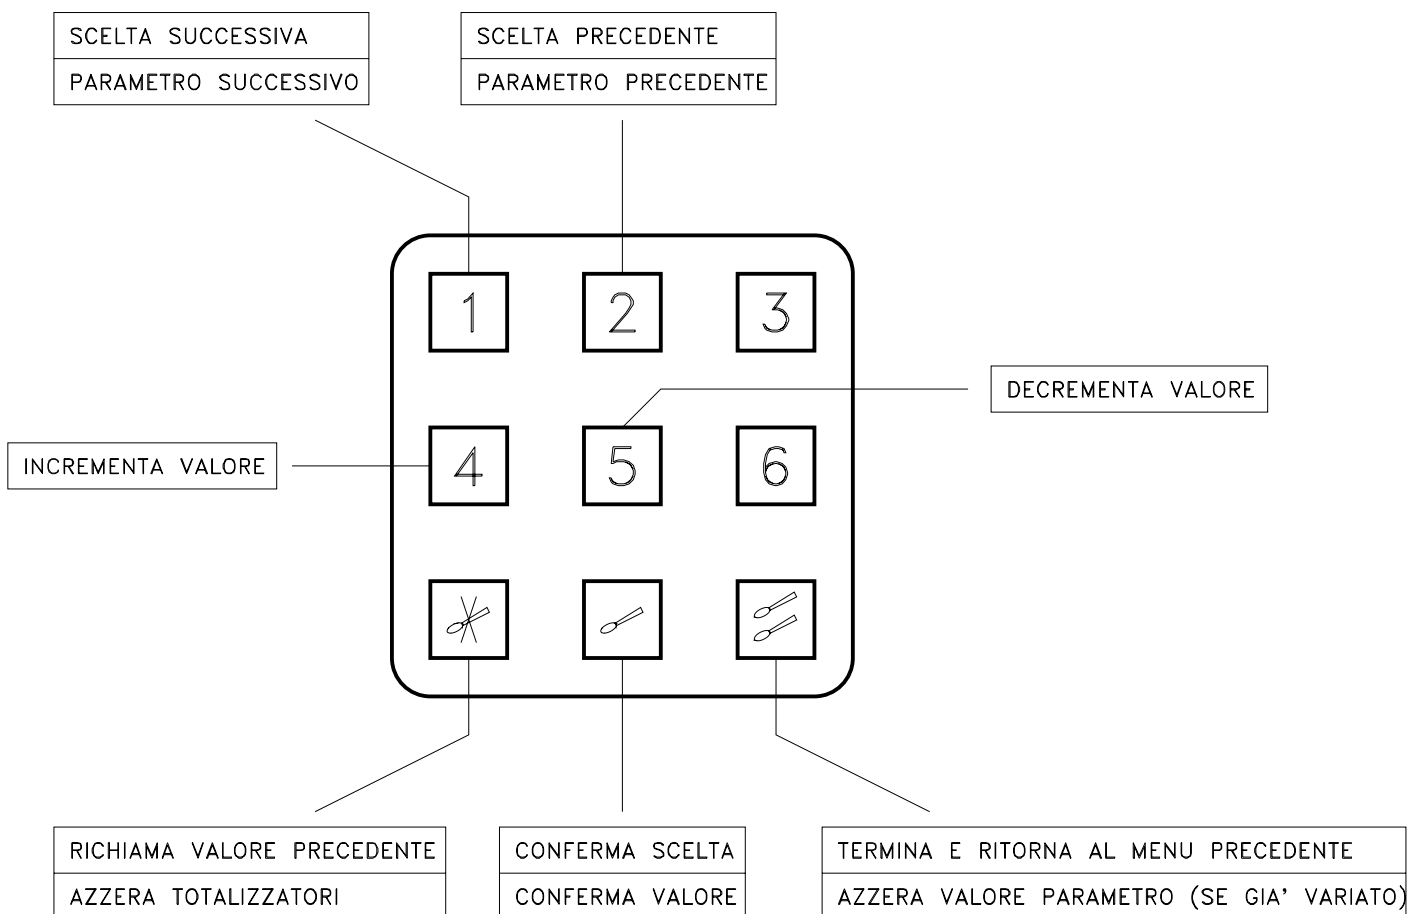 SCELTA SUCCESSIVA
PARAMETRO SUCCESSIVO
SCELTA PRECEDENTE
PARAMETRO PRECEDENTE
1
2
3
DECREMENTA VALORE
INCREMENTA VALORE
4
5
6
RICHIAMA VALORE PRECEDENTE
AZZERA TOTALIZZATORI
CONFERMA SCELTA
CONFERMA VALORE
TERMINA E RITORNA AL MENU PRECEDENTE
AZZERA VALORE PARAMETRO (SE GIA' VARIATO)